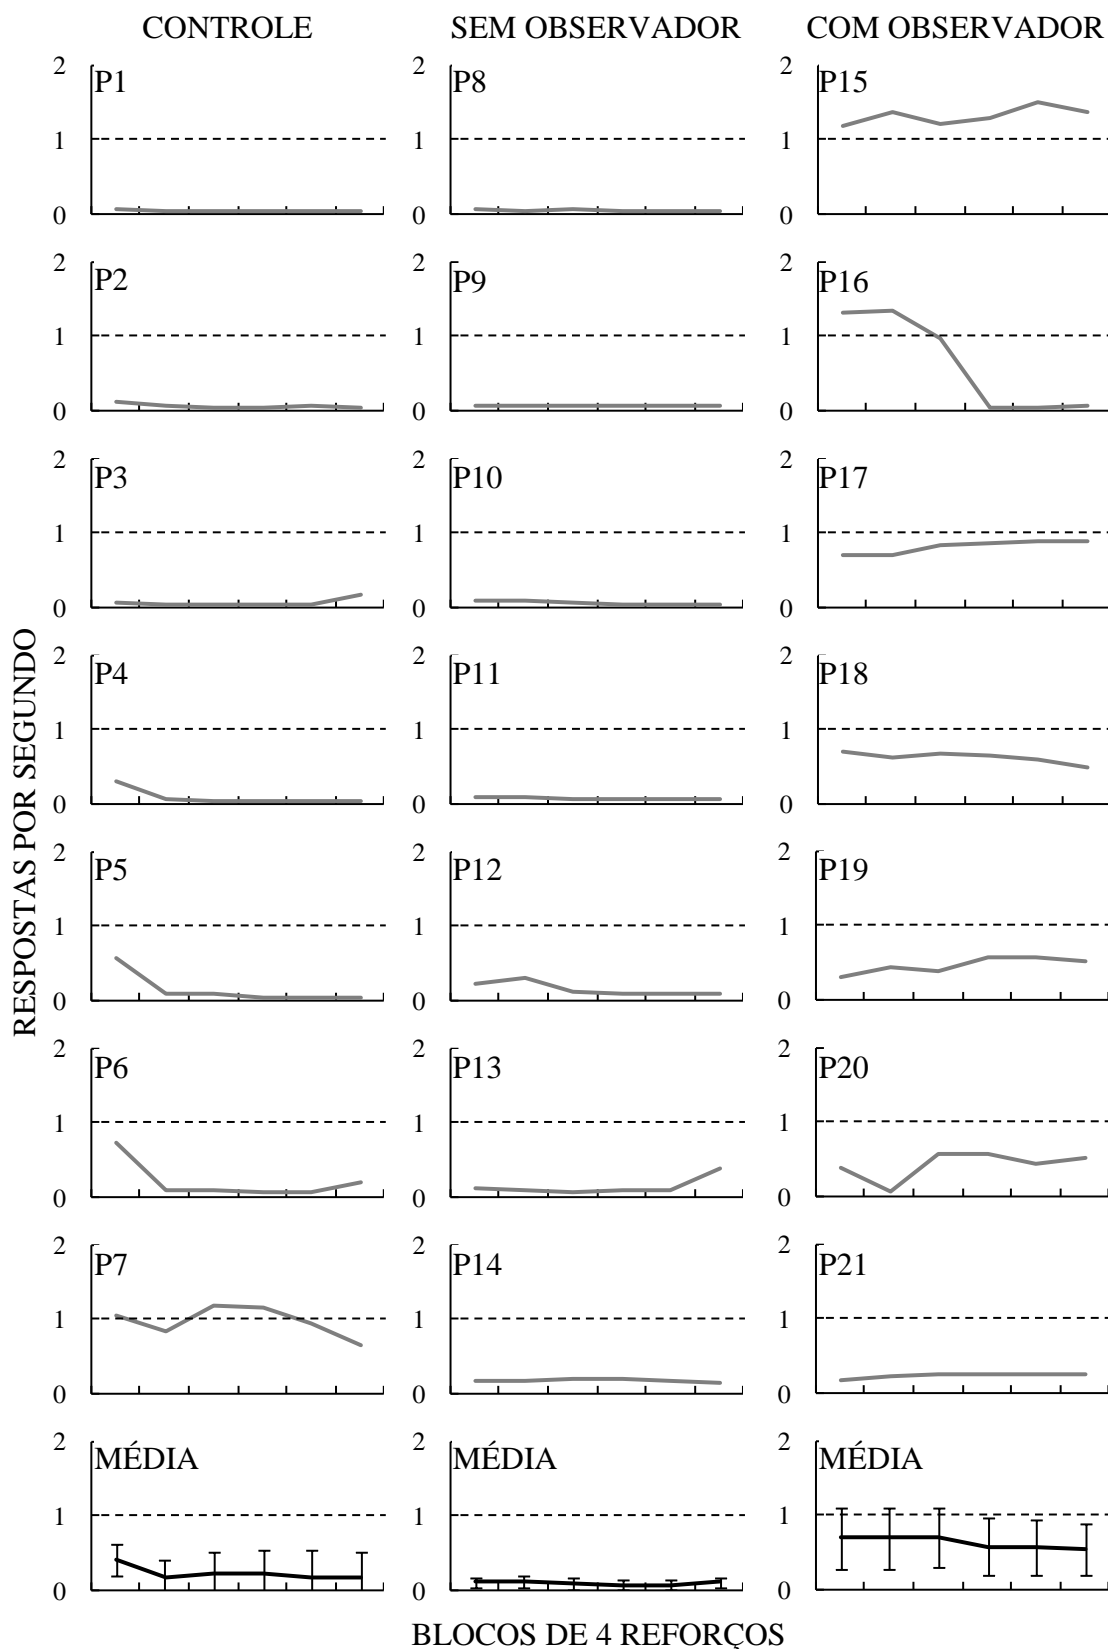 CONTROLE SEM OBSERVADOR COM OBSERVADOR
2 P1 2 P8 2 P15
1 1 1
0 0 0
2 P2 2 P9 2 P16
1 1 1
0 0 0
2 P3 2 P10 2 P17
1 1 1
0 0 0
2 P4 2 P11 2 P18
1 1 1
0 0 0
2 P5 2 P12 2 P19
1 1 1
0 0 0
2 P6 2 P13 2 P20
1 1 1
0 0 0
2 P7 2 P14 2 P21
1 1 1
0 0 0
2 MÉDIA 2 MÉDIA 2 MÉDIA
1 1 1
0 0 0
RESPOSTAS POR SEGUNDO
BLOCOS DE 4 REFORÇOS